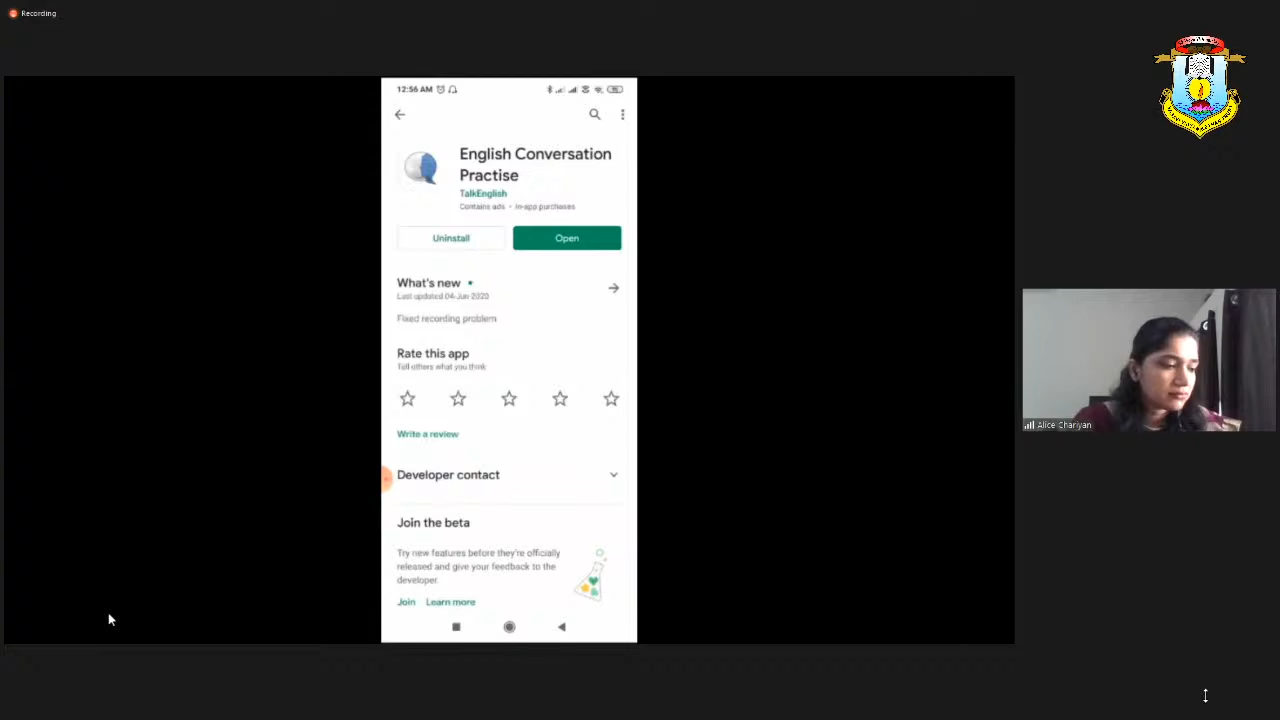 Recording
12:56 AM
English Conversation
Practise
TalkEnglish
Contains ads • In-app purchases
Uninstall
Open
What's new •
Last updated 04-Jun 2020
Fixed recording problem
Rate this app
Tell others what you think
Write a review
Developer contact
Join the beta
Try new features before they're officially
released and give your feedback to the
developer.
Join Learn more
Alice Chariyan